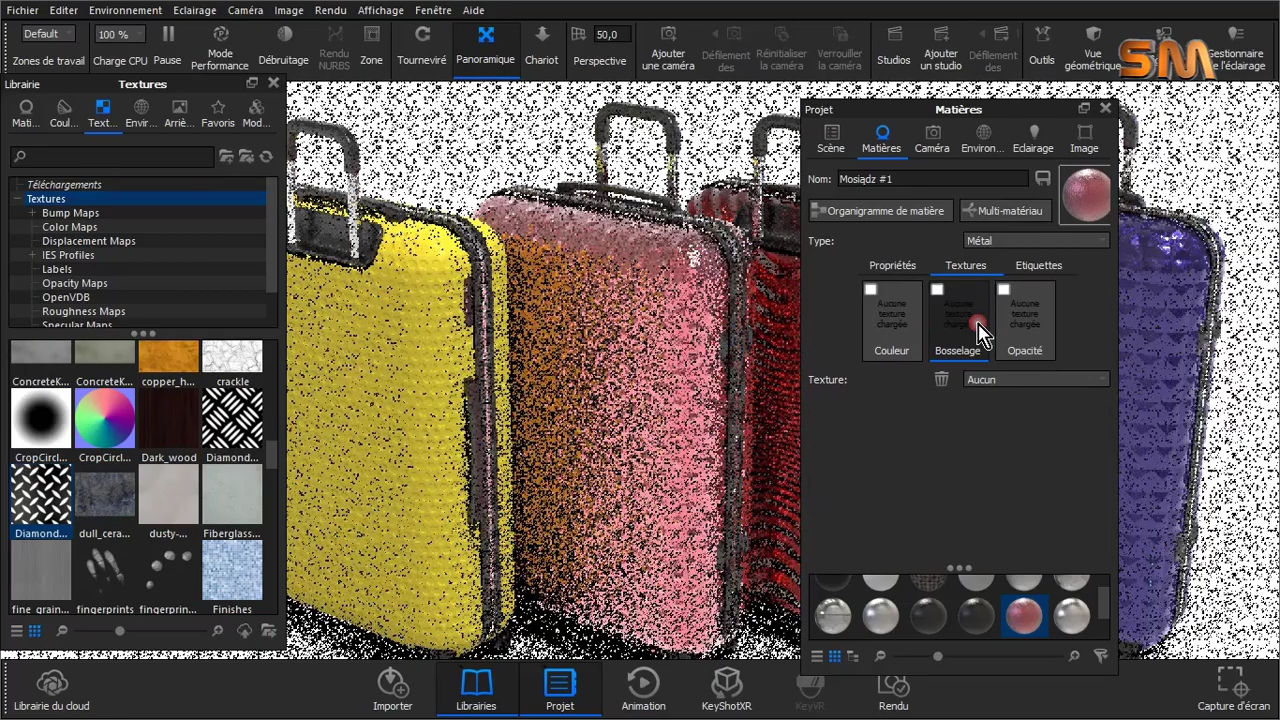 Fichier Editer Environnement Eclairage Caméra Image Rendu Affichage Fenêtre Aide
Default 100 % 50,0
Zones de travail Charge CPU Pause Mode Performance Débruitage Rendu NURBS Zone Tourneviré Panoramique Chariot Perspective Ajouter une caméra Défilement des Réinitialiser la caméra Verrouiller la caméra Studios Ajouter un studio Défilement des Outils Vue géométrique Gestionnaire de l'éclairage
SM
Librairie Textures
Mati... Coul... Text... Envir... Arriè... Favoris Mod...
Téléchargements
Textures
Bump Maps
Color Maps
Displacement Maps
IES Profiles
Labels
Opacity Maps
OpenVDB
Roughness Maps
Specular Maps
ConcreteK... ConcreteK... copper_h... crackle
CropCircl... CropCircl... Dark_wood Diamond...
Diamond... dull_cera... dusty-... Fiberglass...
fine_grain... fingerprints fingerprin... Finishes
Projet Matières
Scène Matières Caméra Environ... Eclairage Image
Nom: Mosiądz #1
Organigramme de matière Multi-matériau
Type: Métal
Propriétés Textures Etiquettes
Aucune texture chargée Aucune texture chargée Aucune texture chargée
Couleur Bosselage Opacité
Texture: Aucun
Librairie du cloud Importer Librairies Projet Animation KeyShotXR KeyVR Rendu Capture d'écran